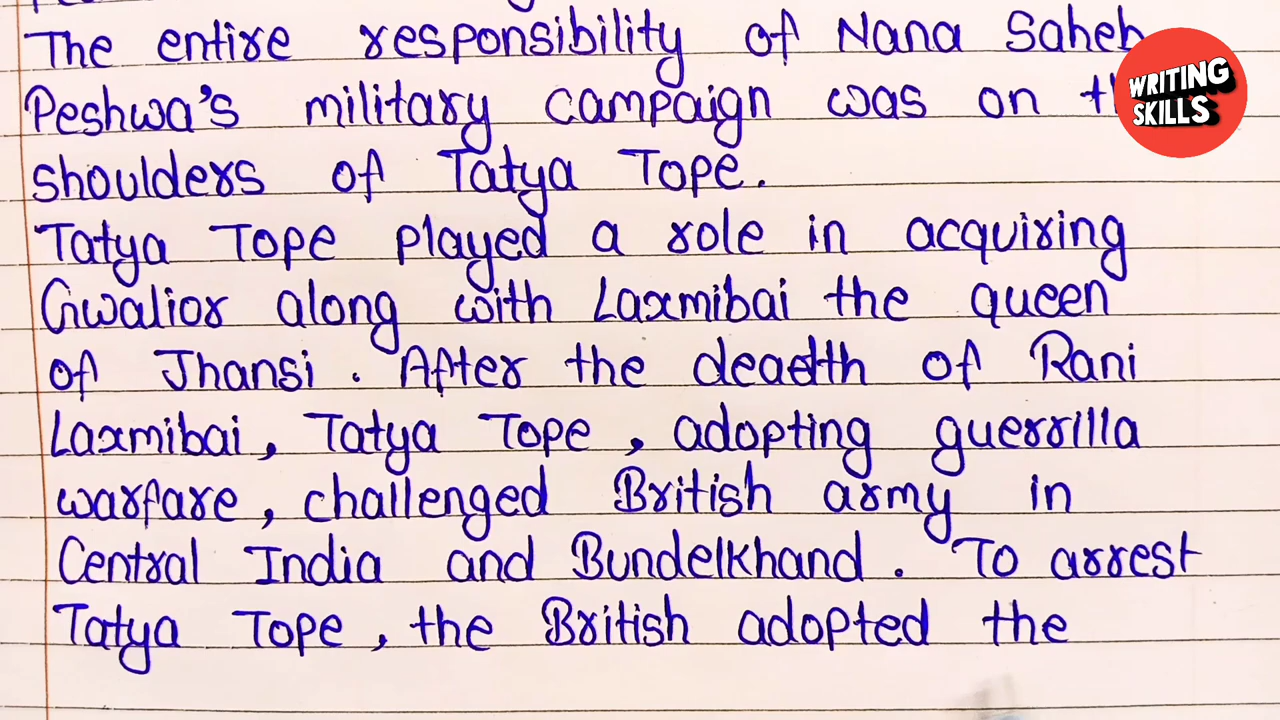 The entire responsibility of Nana Saheb
Peshwa's military campaign was on
shoulders of Tatya Tope.
Tatya Tope played a role in acquiring
Gwalior along with Laxmibai the queen
of Jhansi. After the deadth of Rani
Laxmibai, Tatya Tope, adopting guerrilla
warfare, challenged British army in
Central India and Bundelkhand. To arrest
Tatya Tope, the British adopted the
WRITING
SKILLS